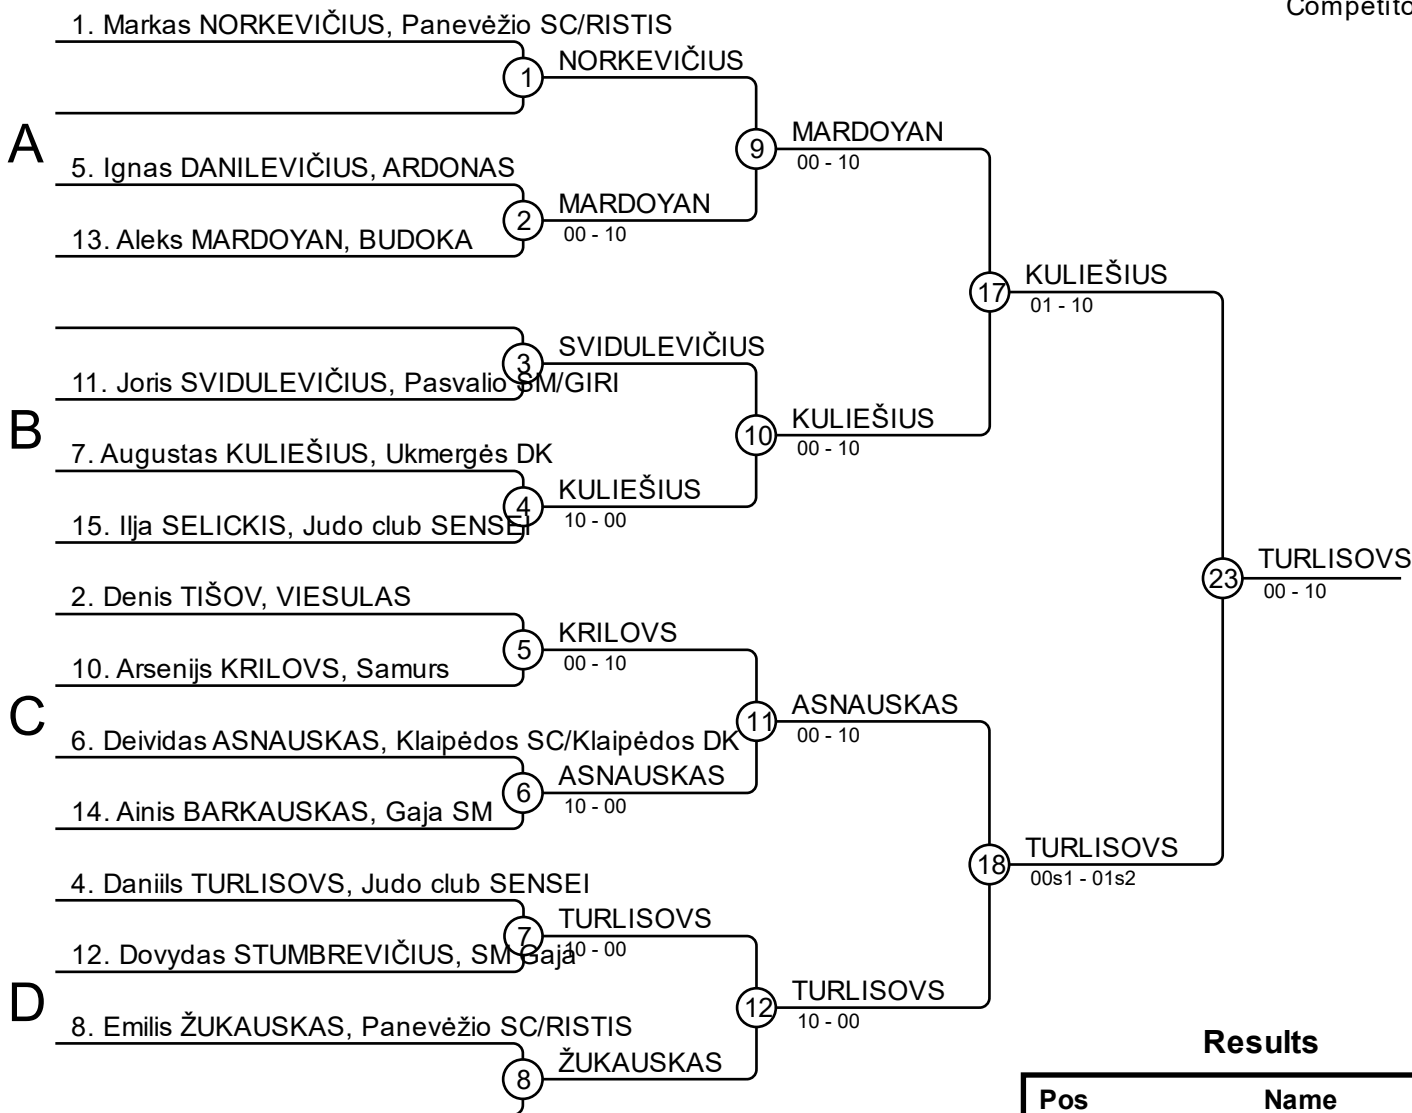 Competito
1. Markas NORKEVIČIUS, Panevėžio SC/RISTIS
1
NORKEVIČIUS
A
9
MARDOYAN
00 - 10
5. Ignas DANILEVIČIUS, ARDONAS
2
MARDOYAN
00 - 10
13. Aleks MARDOYAN, BUDOKA
17
KULIEŠIUS
01 - 10
3
SVIDULEVIČIUS
11. Joris SVIDULEVIČIUS, Pasvalio SM/GIRI
B
10
KULIEŠIUS
00 - 10
7. Augustas KULIEŠIUS, Ukmergės DK
4
KULIEŠIUS
10 - 00
15. Ilja SELICKIS, Judo club SENSEI
23
TURLISOVS
00 - 10
2. Denis TIŠOV, VIESULAS
5
KRILOVS
00 - 10
10. Arsenijs KRILOVS, Samurs
C
11
ASNAUSKAS
00 - 10
6. Deividas ASNAUSKAS, Klaipėdos SC/Klaipėdos DK
6
ASNAUSKAS
10 - 00
14. Ainis BARKAUSKAS, Gaja SM
18
TURLISOVS
00s1 - 01s2
4. Daniils TURLISOVS, Judo club SENSEI
7
TURLISOVS
10 - 00
12. Dovydas STUMBREVIČIUS, SM Gaja
D
12
TURLISOVS
10 - 00
8. Emilis ŽUKAUSKAS, Panevėžio SC/RISTIS
8
ŽUKAUSKAS
Results
Pos Name